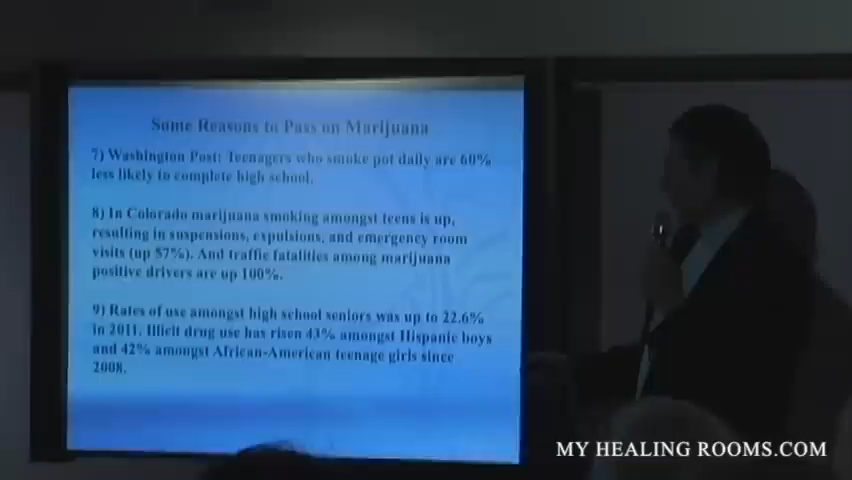 Some Reasons to Pass on Marijuana
7) Washington Post: Teenagers who smoke pot daily are 60%
less likely to complete high school.
8) In Colorado marijuana smoking amongst teens is up,
resulting in suspensions, expulsions, and emergency room
visits (up 57%). And traffic fatalities among marijuana
positive drivers are up 100%.
9) Rates of use amongst high school seniors was up to 22.6%
in 2011. Illicit drug use has risen 43% amongst Hispanic boys
and 42% amongst African-American teenage girls since
2008.
MY HEALING ROOMS.COM